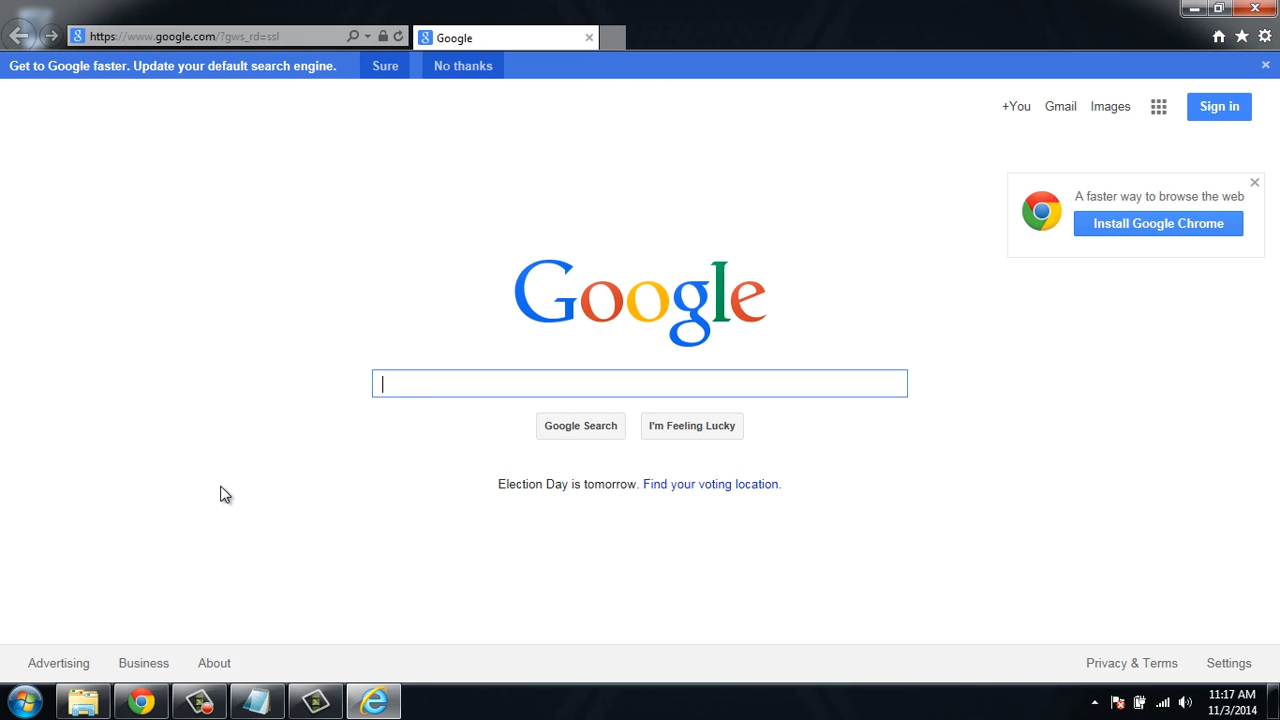 https://www.google.com/?gws_rd=ssl
Google
Get to Google faster. Update your default search engine. Sure No thanks
+You Gmail Images Sign in
A faster way to browse the web
Install Google Chrome
Google
Google Search I'm Feeling Lucky
Election Day is tomorrow. Find your voting location.
Advertising Business About Privacy & Terms Settings
11:17 AM
11/3/2014